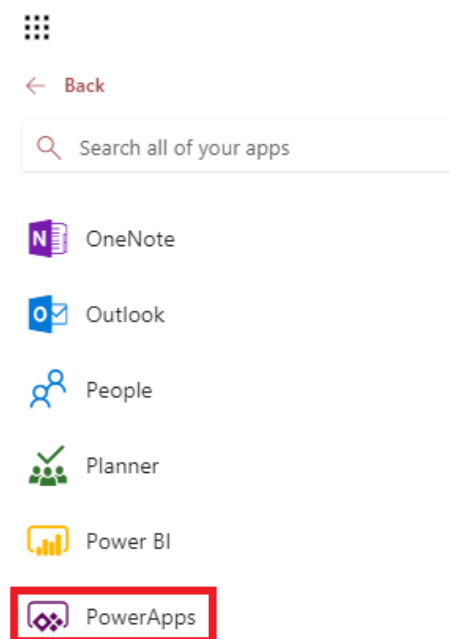 Back
Search all of your apps
N OneNote
O Outlook
People
Planner
Power BI
PowerApps